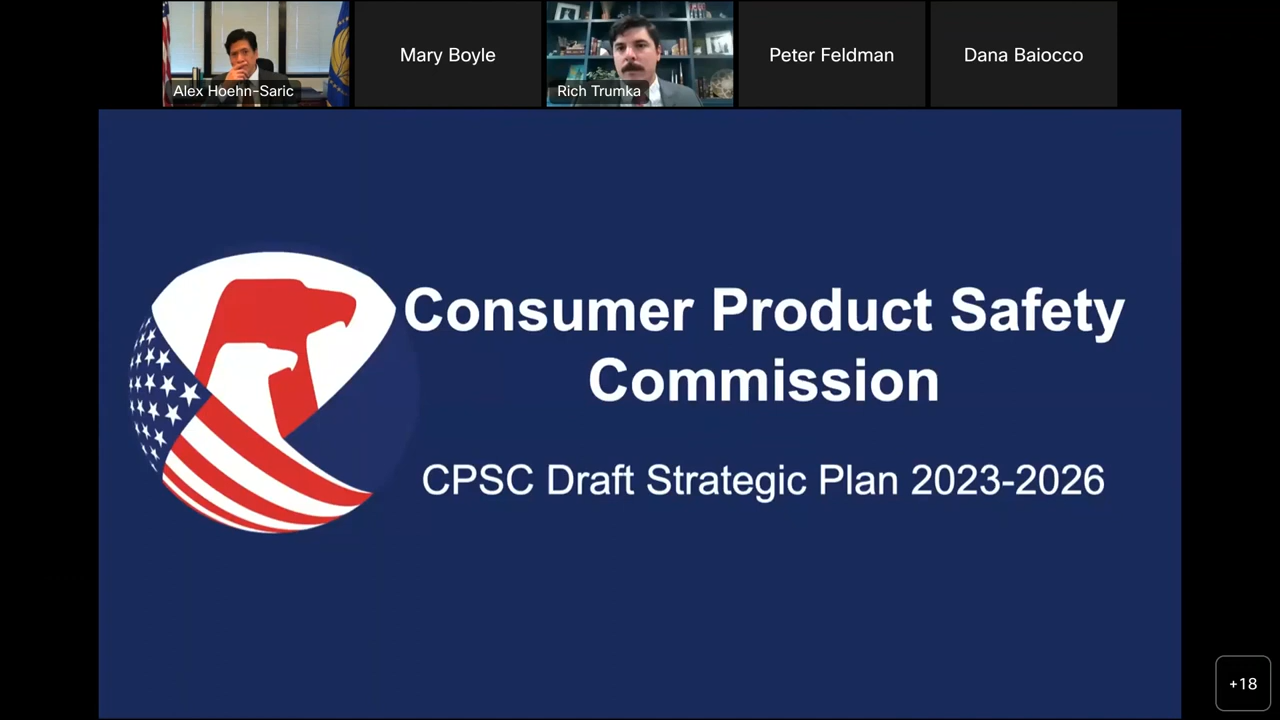 Alex Hoehn-Saric
Mary Boyle
Rich Trumka
Peter Feldman
Dana Baiocco
Consumer Product Safety
Commission
CPSC Draft Strategic Plan 2023-2026
+18